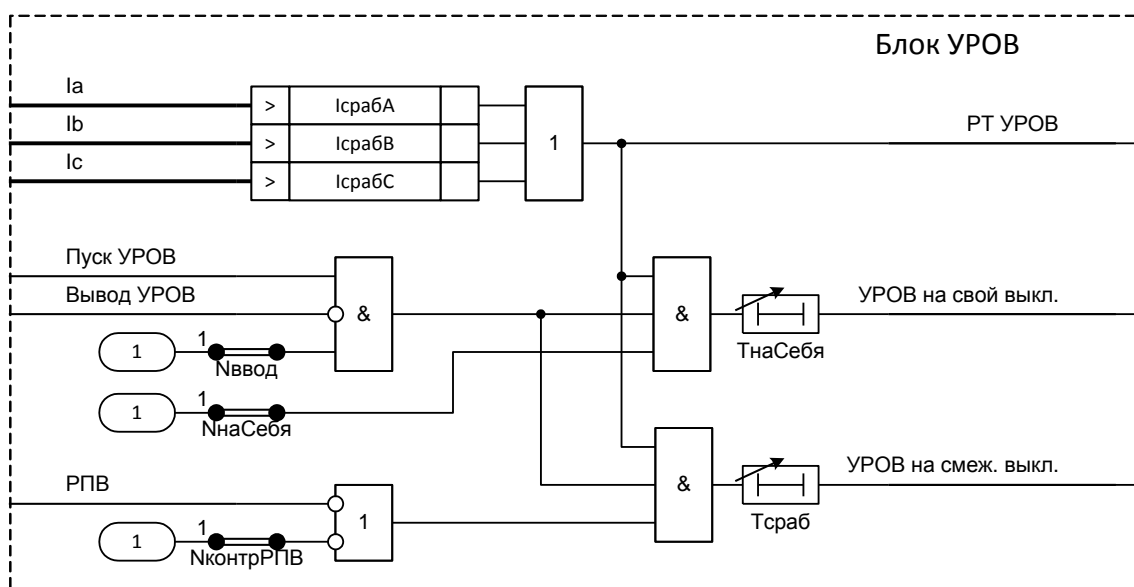 Блок УРОВ
Ia
> IсрабA
Ib
> IсрабB
1
РТ УРОВ
Ic
> IсрабC
Пуск УРОВ
Вывод УРОВ
&
1
1
Nввод
&
ТнаСебя
УРОВ на свой выкл.
1
1
NнаСебя
РПВ
1
1
1
NконтрРПВ
&
Тсраб
УРОВ на смеж. выкл.